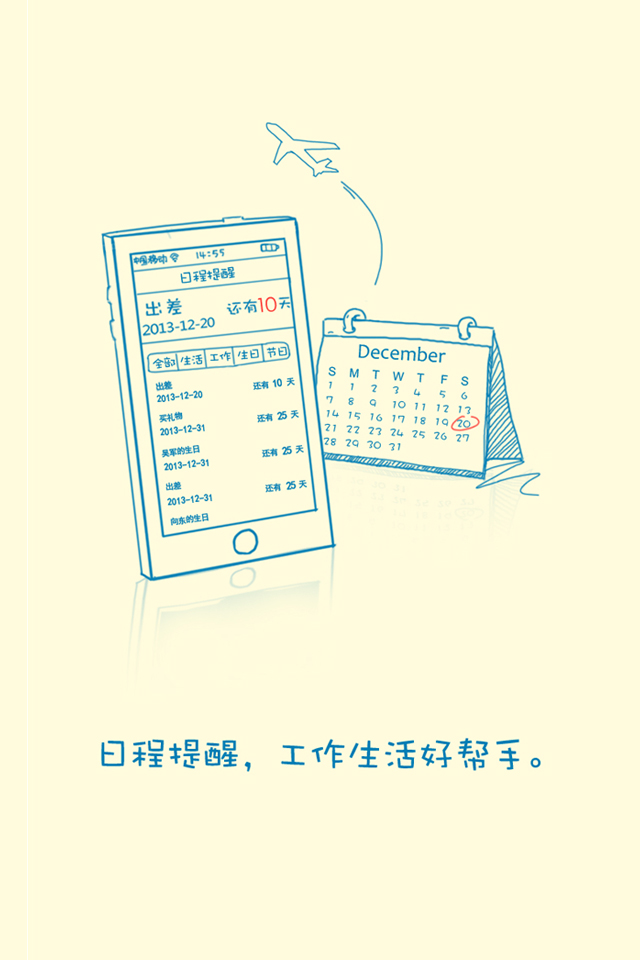 中国移动 14:55
日程提醒
出差
还有10天
2013-12-20
全部 生活 工作 生日 节日
出差
2013-12-20 还有 10 天
买礼物
2013-12-31 还有 25 天
吴军的生日
2013-12-31 还有 25 天
出差
2013-12-31 还有 25 天
向东的生日
December
S M T W T F S
1 1 2 3 4 5 6
7 8 9 10 11 12 13
14 15 16 17 18 19 20
21 22 23 24 25 26 27
28 29 30 31
日程提醒，工作生活好帮手。